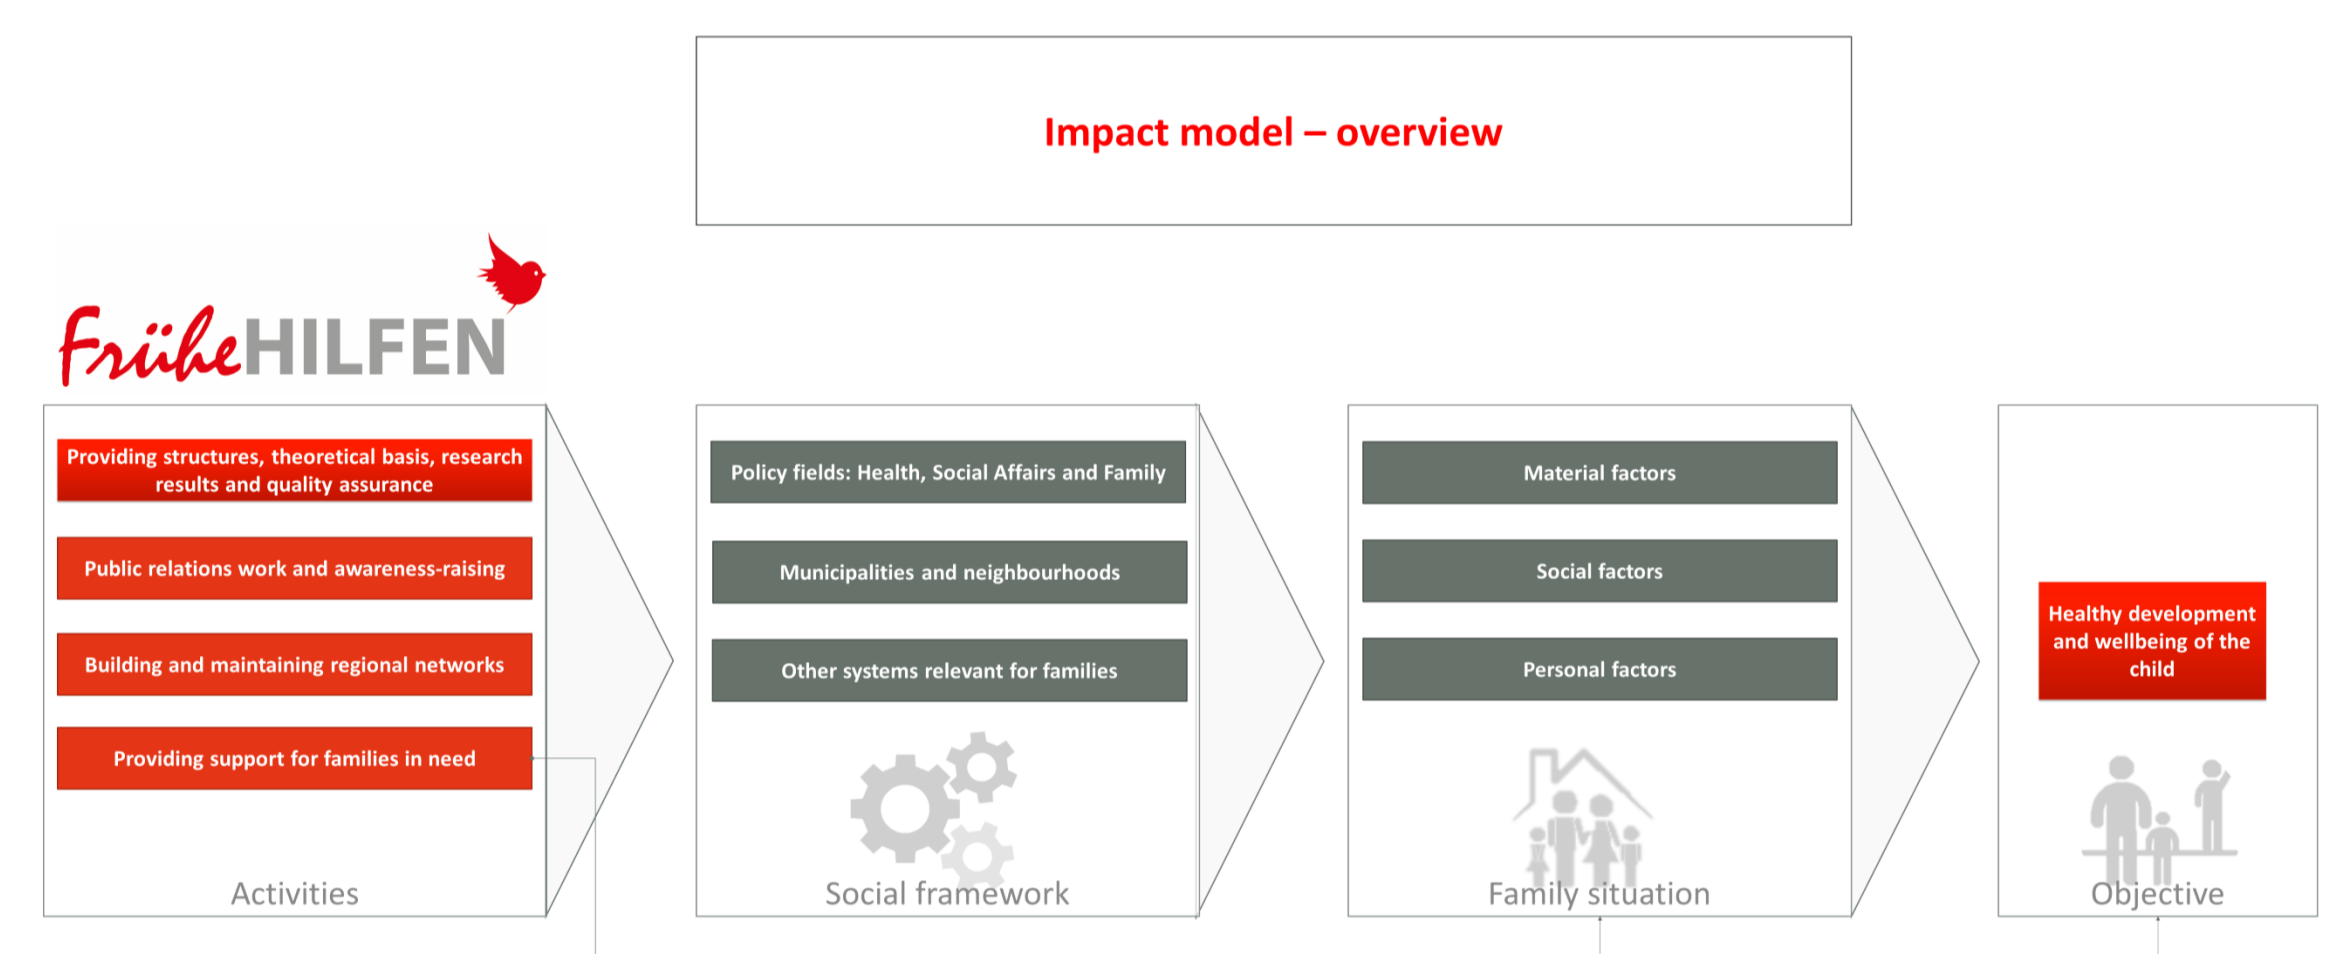 Impact model – overview
FrüheHILFEN
Providing structures, theoretical basis, research
results and quality assurance
Public relations work and awareness-raising
Building and maintaining regional networks
Providing support for families in need
Activities
Policy fields: Health, Social Affairs and Family
Municipalities and neighbourhoods
Other systems relevant for families
Social framework
Material factors
Social factors
Personal factors
Family situation
Healthy development
and wellbeing of the
child
Objective